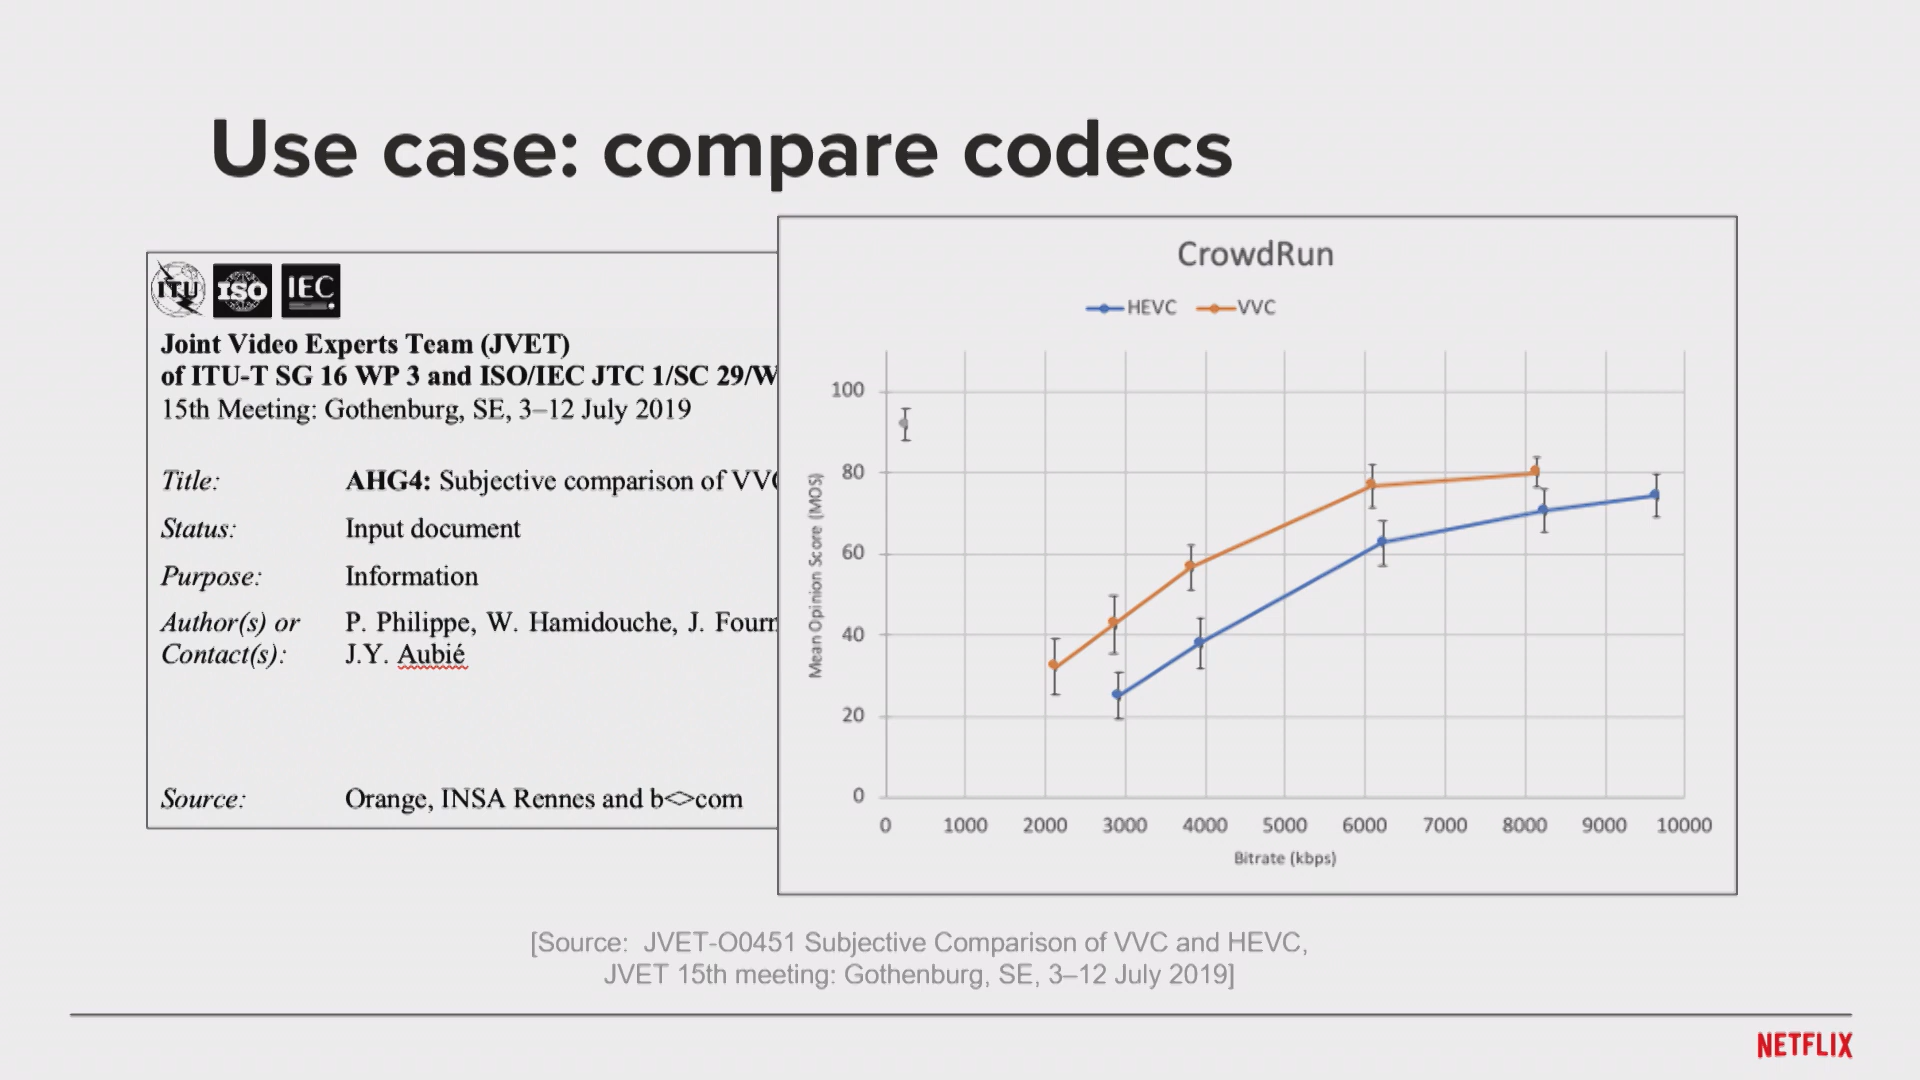 Use case: compare codecs
ITU ISO IEC
Joint Video Experts Team (JVET)
of ITU-T SG 16 WP 3 and ISO/IEC JTC 1/SC 29/W
15th Meeting: Gothenburg, SE, 3–12 July 2019
Title: AHG4: Subjective comparison of VVC
Status: Input document
Purpose: Information
Author(s) or P. Philippe, W. Hamidouche, J. Fourn
Contact(s): J.Y. Aubié
Source: Orange, INSA Rennes and b<>com
CrowdRun
HEVC VVC
Mean Opinion Score (MOS)
100
80
60
40
20
0
0 1000 2000 3000 4000 5000 6000 7000 8000 9000 10000
Bitrate (kbps)
[Source: JVET-O0451 Subjective Comparison of VVC and HEVC,
JVET 15th meeting: Gothenburg, SE, 3–12 July 2019]
NETFLIX